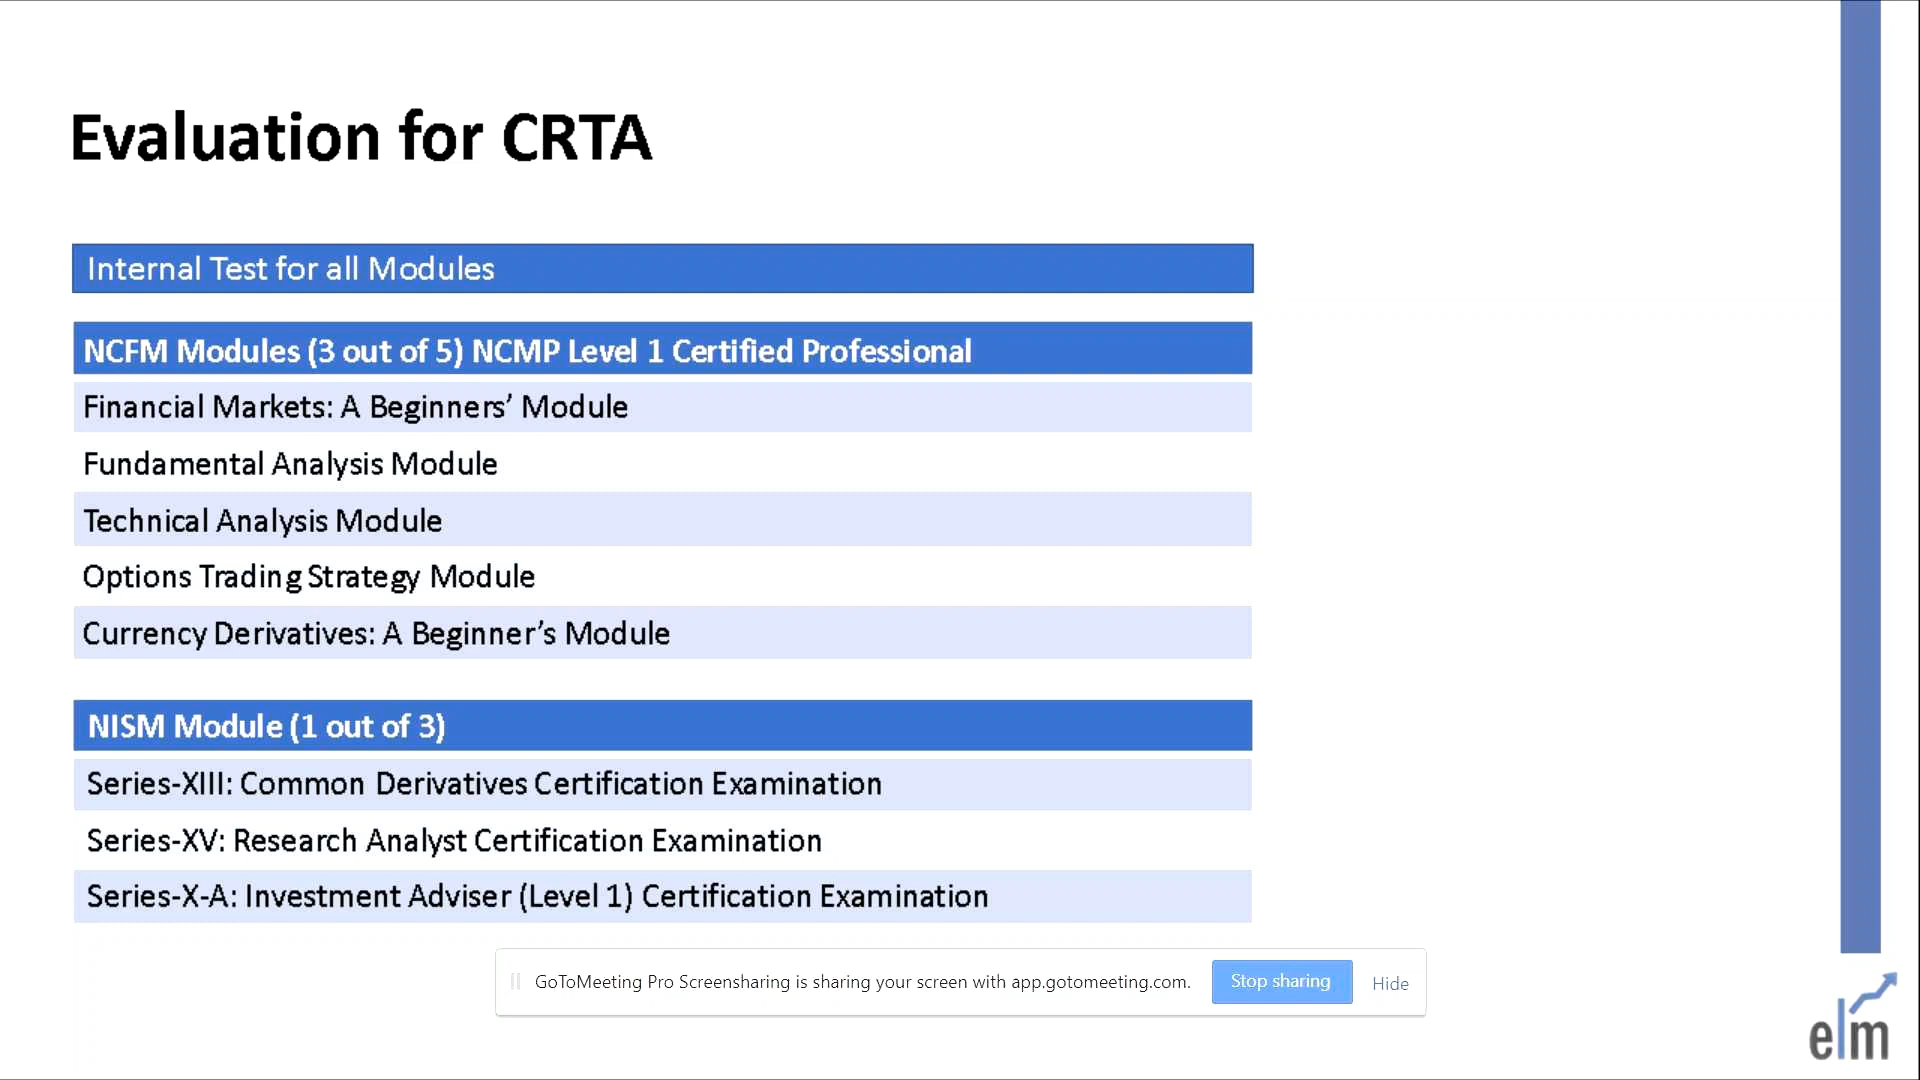 Evaluation for CRTA
Internal Test for all Modules
NCFM Modules (3 out of 5) NCMP Level 1 Certified Professional
Financial Markets: A Beginners’ Module
Fundamental Analysis Module
Technical Analysis Module
Options Trading Strategy Module
Currency Derivatives: A Beginner’s Module
NISM Module (1 out of 3)
Series-XIII: Common Derivatives Certification Examination
Series-XV: Research Analyst Certification Examination
Series-X-A: Investment Adviser (Level 1) Certification Examination
GoToMeeting Pro Screensharing is sharing your screen with app.gotomeeting.com.
Stop sharing
Hide
elm